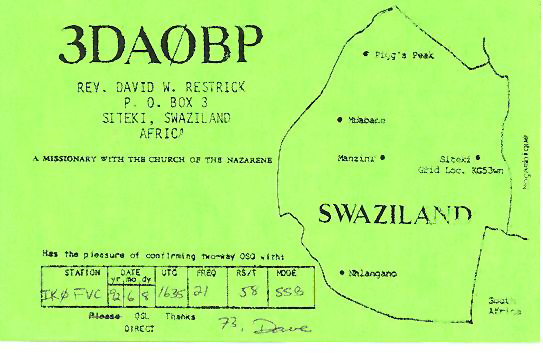 3DAØBP
REV. DAVID W. RESTRICK
P. O. BOX 3
SITEKI, SWAZILAND
AFRICA
A MISSIONARY WITH THE CHURCH OF THE NAZARENE
Pigg's Peak
Mbabane
Manzini
Siteki
Grid Loc. KG53wn
Mozambique
SWAZILAND
Nhlangano
South
Africa
Has the pleasure of confirming two-way QSO with:
STATION DATE UTC FREQ RS/T MODE
yr mo dy
IKØFVC 92 6 8 1635 21 58 SSB
Please QSL Thanks
DIRECT
73, Dave